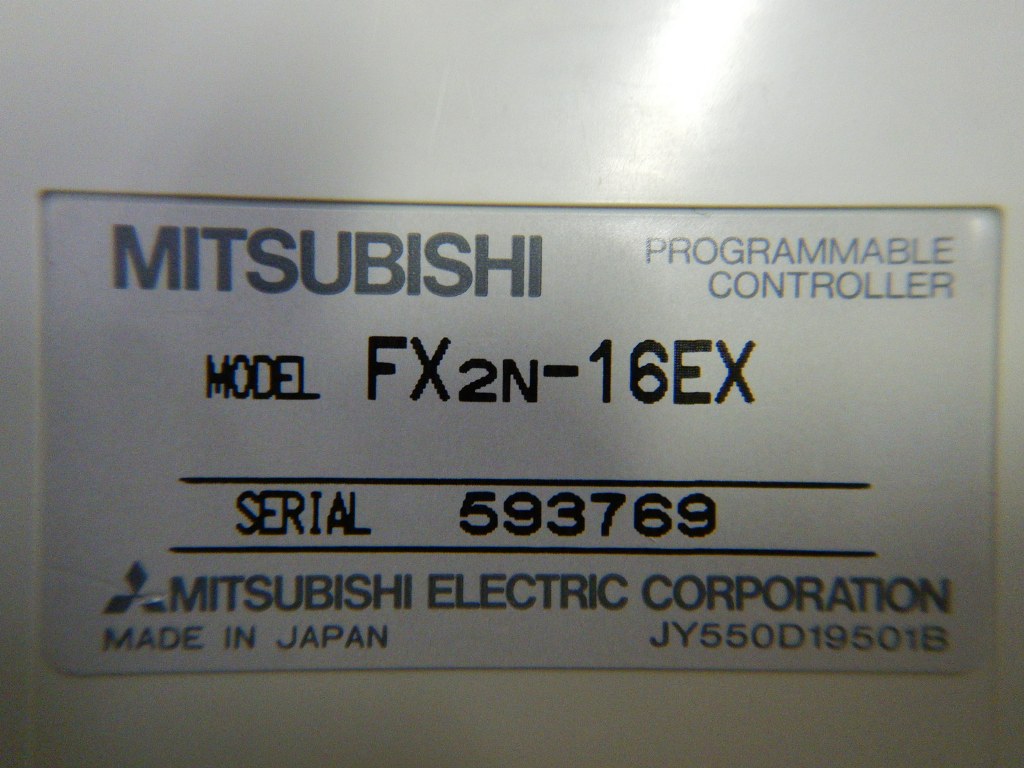 MITSUBISHI
PROGRAMMABLE
CONTROLLER
MODEL FX2N-16EX
SERIAL 593769
MITSUBISHI ELECTRIC CORPORATION
MADE IN JAPAN JY550D19501B